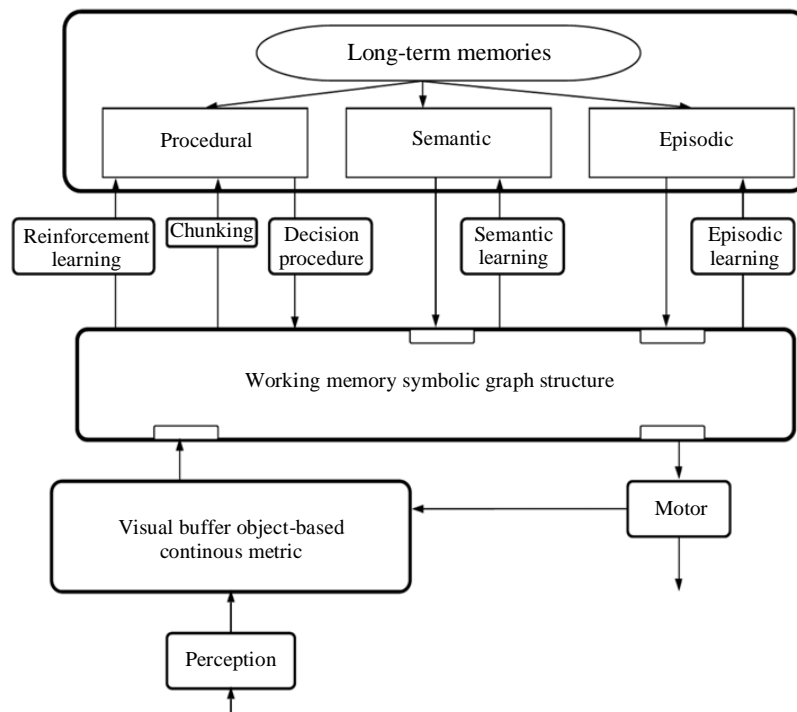 Long-term memories
Procedural
Semantic
Episodic
Reinforcement
learning
Chunking
Decision
procedure
Semantic
learning
Episodic
learning
Working memory symbolic graph structure
Visual buffer object-based
continous metric
Motor
Perception